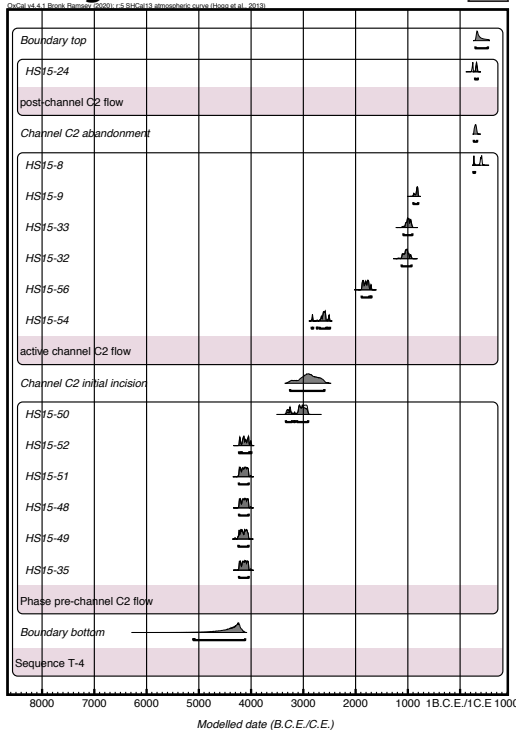 OxCal v4.4.1 Bronk Ramsey (2020); r:5 SHCal13 atmospheric curve (Hogg et al., 2013)
Boundary top
HS15-24
post-channel C2 flow
Channel C2 abandonment
HS15-8
HS15-9
HS15-33
HS15-32
HS15-56
HS15-54
active channel C2 flow
Channel C2 initial incision
HS15-50
HS15-52
HS15-51
HS15-48
HS15-49
HS15-35
Phase pre-channel C2 flow
Boundary bottom
Sequence T-4
8000 7000 6000 5000 4000 3000 2000 1000 1B.C.E./1C.E 1000
Modelled date (B.C.E./C.E.)